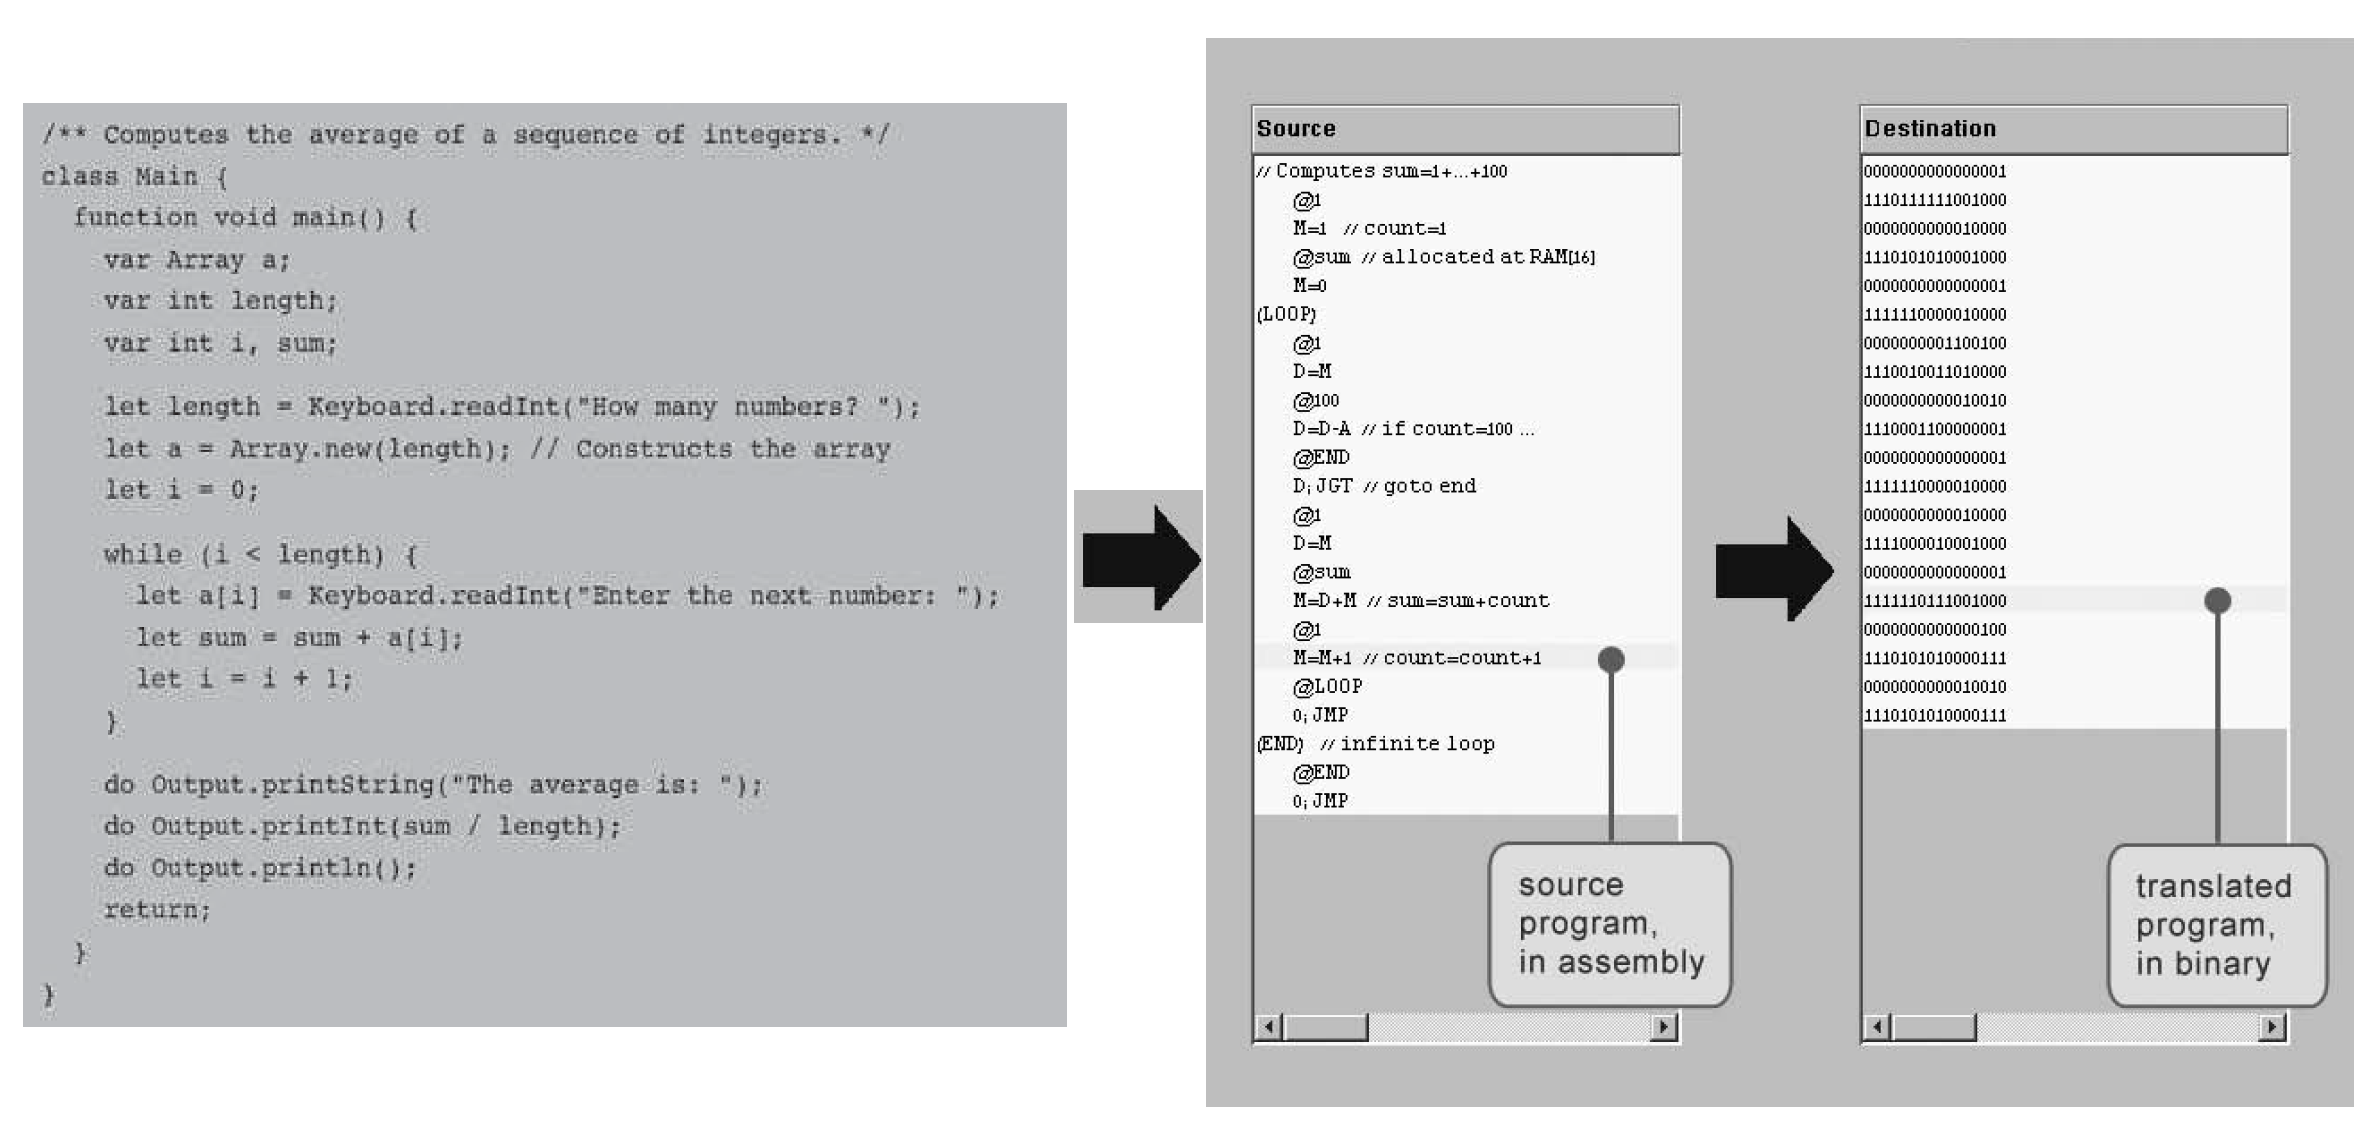 /** Computes the average of a sequence of integers. */
class Main {
function void main() {
var Array a;
var int length;
var int i, sum;
let length = Keyboard.readInt("How many numbers? ");
let a = Array.new(length); // Constructs the array
let i = 0;
while (i < length) {
let a[i] = Keyboard.readInt("Enter the next number: ");
let sum = sum + a[i];
let i = i + 1;
}
do Output.printString("The average is: ");
do Output.printInt(sum / length);
do Output.println();
return;
}
}
Source
// Computes sum=1+...+100
@1
M=1 // count=1
@sum // allocated at RAM[16]
M=0
(LOOP)
@1
D=M
@100
D=D-A // if count=100 ...
@END
D;JGT // goto end
@1
D=M
@sum
M=D+M // sum=sum+count
@1
M=M+1 // count=count+1
@LOOP
0;JMP
(END) // infinite loop
@END
0;JMP
source
program,
in assembly
Destination
0000000000000001
1110111111001000
0000000000010000
1110101010001000
0000000000000001
1111110000010000
0000000001100100
1110010011010000
0000000000010010
1110001100000001
0000000000000001
1111110000010000
0000000000010000
1111000010001000
0000000000000001
1111110111001000
0000000000000100
1110101010000111
0000000000010010
1110101010000111
translated
program,
in binary